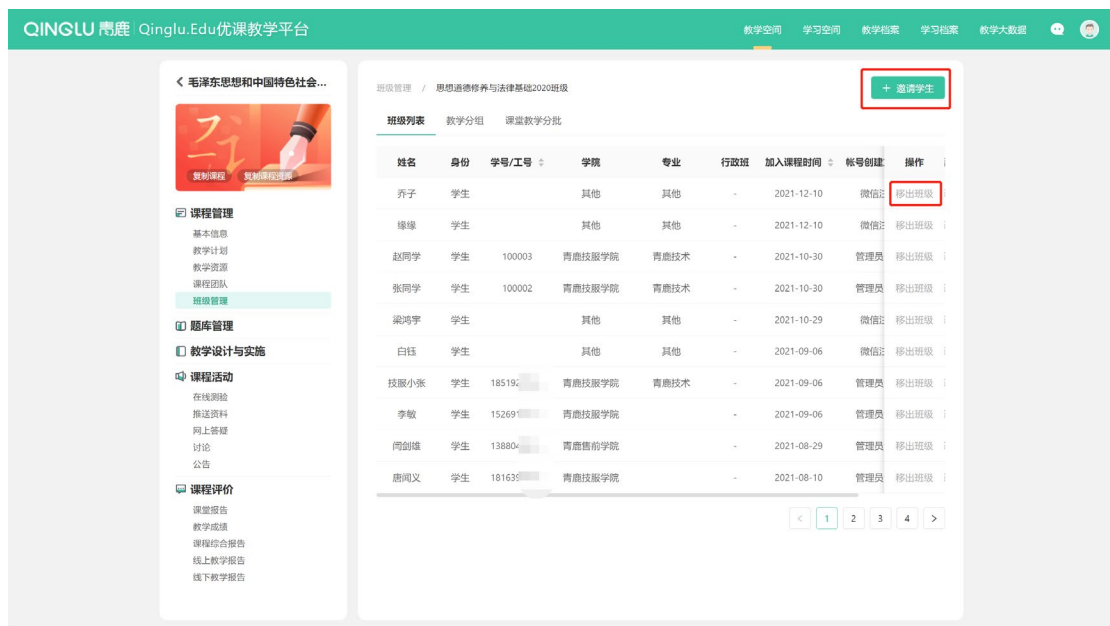 QINGLU 青鹿 Qinglu.Edu优课教学平台 教学空间 学习空间 教学档案 学习档案 教学大数据
毛泽东思想和中国特色社会...
复制课程 复制课程资源
课程管理
基本信息
教学计划
教学资源
课程团队
班级管理
题库管理
教学设计与实施
课程活动
在线测验
推送资料
网上答疑
讨论
公告
课程评价
课堂报告
教学成绩
课程综合报告
线上教学报告
线下教学报告
班级管理 / 思想道德修养与法律基础2020班级
+ 邀请学生
班级列表 教学分组 课堂教学分批
姓名 身份 学号/工号 学院 专业 行政班 加入课程时间 帐号创建 操作
乔子 学生 其他 其他 - 2021-12-10 微信 移出班级
缘缘 学生 其他 其他 - 2021-12-10 微信 移出班级
赵同学 学生 100003 青鹿技服学院 青鹿技术 - 2021-10-30 管理员 移出班级
张同学 学生 100002 青鹿技服学院 青鹿技术 - 2021-10-30 管理员 移出班级
梁鸿宇 学生 其他 其他 - 2021-10-29 微信 移出班级
白钰 学生 其他 其他 - 2021-09-06 微信 移出班级
技服小张 学生 18519 青鹿技服学院 青鹿技术 - 2021-09-06 管理员 移出班级
李敏 学生 15269 青鹿技服学院 - 2021-09-06 管理员 移出班级
闫剑雄 学生 13880 青鹿售前学院 - 2021-08-29 管理员 移出班级
唐闻义 学生 18163 青鹿技服学院 - 2021-08-10 管理员 移出班级
< 1 2 3 4 >